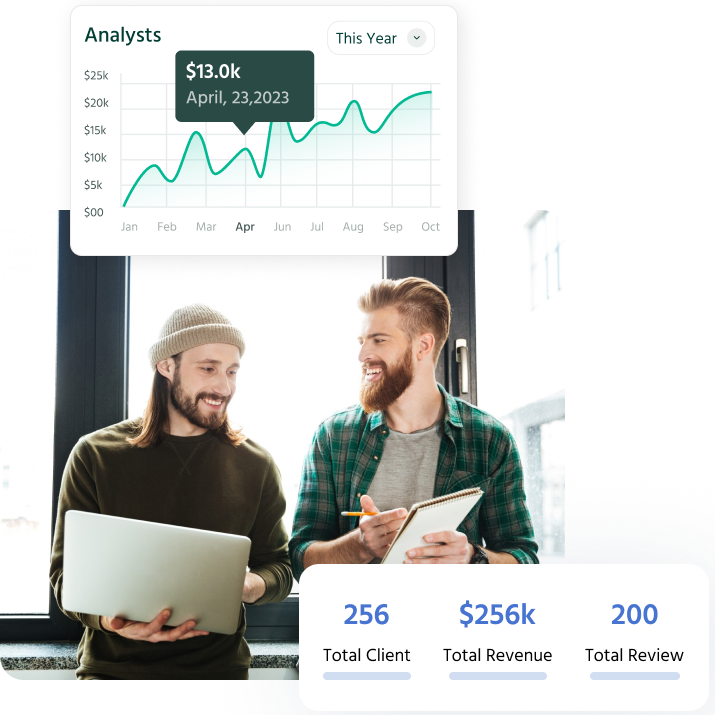 Analysts
This Year
$13.0k
April, 23,2023
$25k
$20k
$15k
$10k
$5k
$00
Jan Feb Mar Apr Jun Jul Aug Sep Oct
256 $256k 200
Total Client Total Revenue Total Review